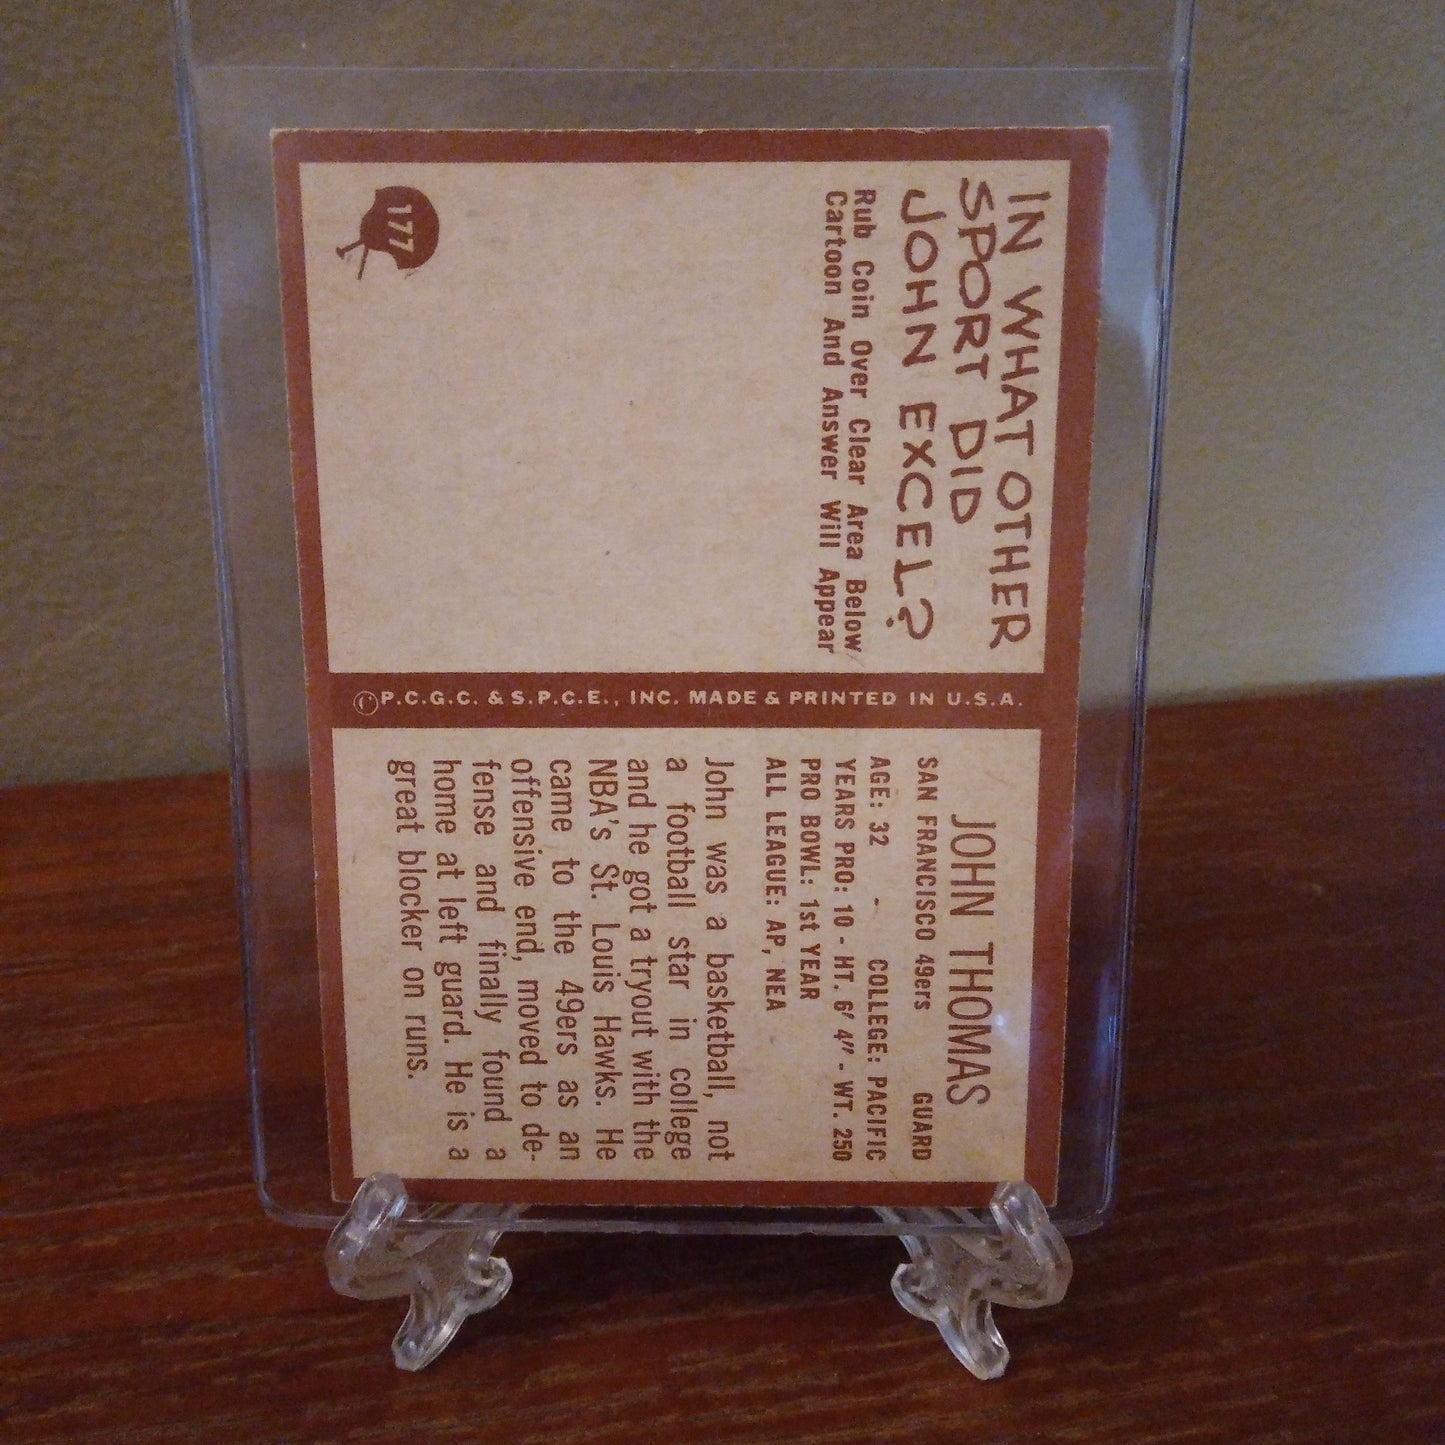 IN WHAT OTHER
SPORT DID
JOHN EXCEL?
Rub Coin Over Clear Area Below
Cartoon And Answer Will Appear
177
©P.C.G.C. & S.P.C.E., INC. MADE & PRINTED IN U.S.A.
JOHN THOMAS
SAN FRANCISCO 49ers GUARD
AGE: 32 - COLLEGE: PACIFIC
YEARS PRO: 10 - HT. 6' 4" - WT. 250
PRO BOWL: 1st YEAR
ALL LEAGUE: AP, NEA
John was a basketball, not
a football star in college
and he got a tryout with the
NBA's St. Louis Hawks. He
came to the 49ers as an
offensive end, moved to de-
fense and finally found a
home at left guard. He is a
great blocker on runs.